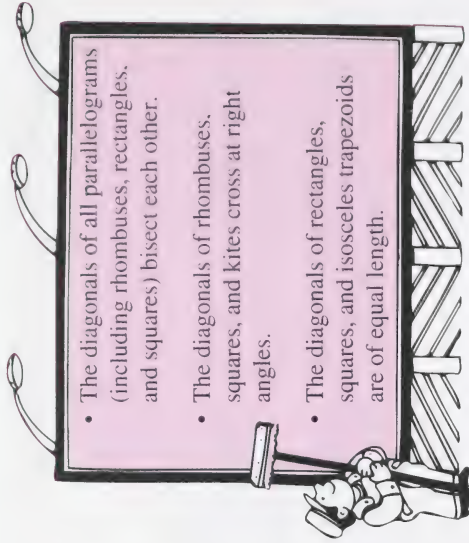 • The diagonals of all parallelograms
(including rhombuses, rectangles,
and squares) bisect each other.
• The diagonals of rhombuses,
squares, and kites cross at right
angles.
• The diagonals of rectangles,
squares, and isosceles trapezoids
are of equal length.